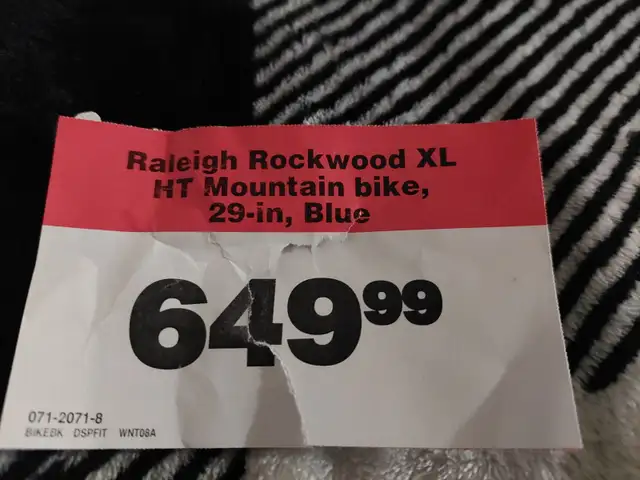 Raleigh Rockwood XL
HT Mountain bike,
29-in, Blue
649 99
071-2071-8
BIKEBK DSPFIT WNT08A